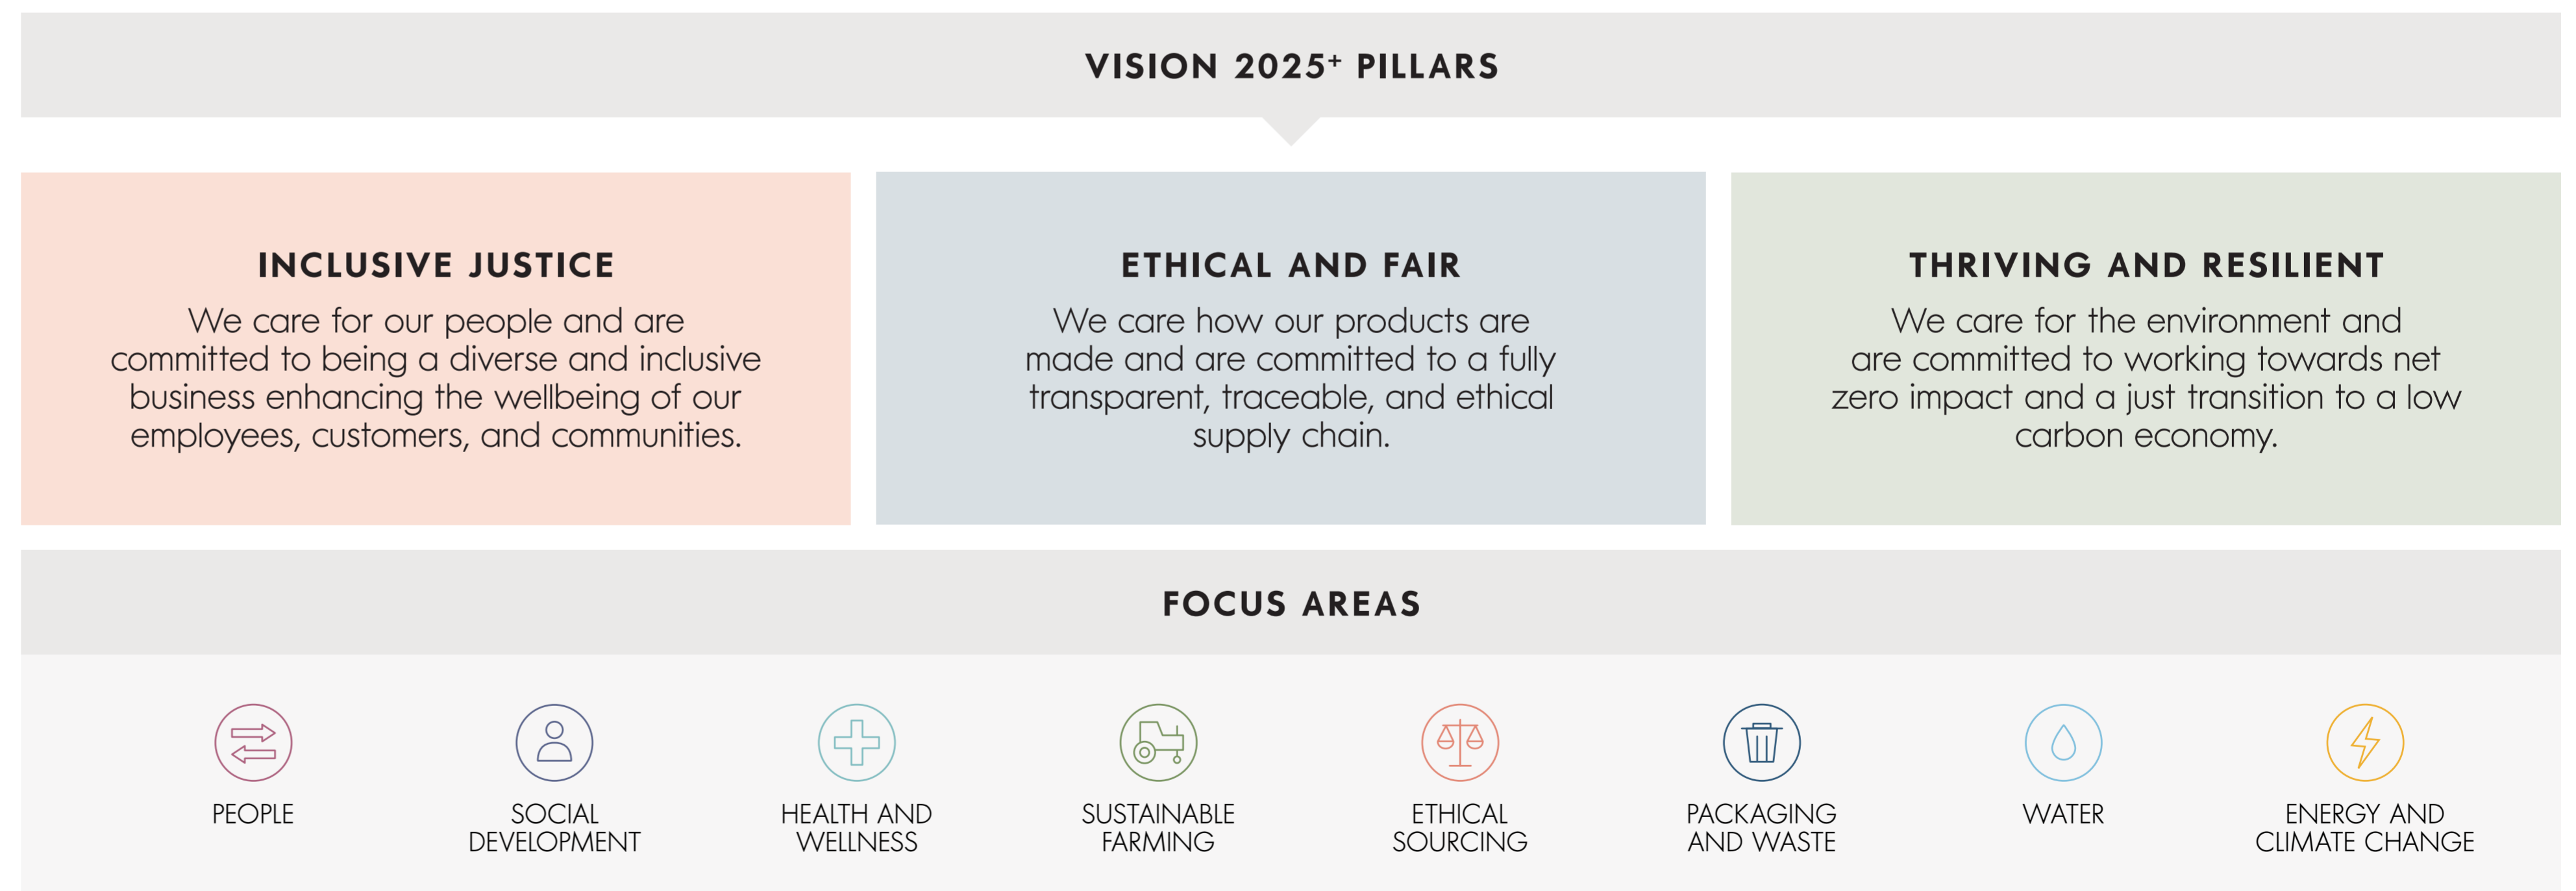 VISION 2025+ PILLARS
INCLUSIVE JUSTICE
We care for our people and are
committed to being a diverse and inclusive
business enhancing the wellbeing of our
employees, customers, and communities.
ETHICAL AND FAIR
We care how our products are
made and are committed to a fully
transparent, traceable, and ethical
supply chain.
THRIVING AND RESILIENT
We care for the environment and
are committed to working towards net
zero impact and a just transition to a low
carbon economy.
FOCUS AREAS
PEOPLE
SOCIAL
DEVELOPMENT
HEALTH AND
WELLNESS
SUSTAINABLE
FARMING
ETHICAL
SOURCING
PACKAGING
AND WASTE
WATER
ENERGY AND
CLIMATE CHANGE